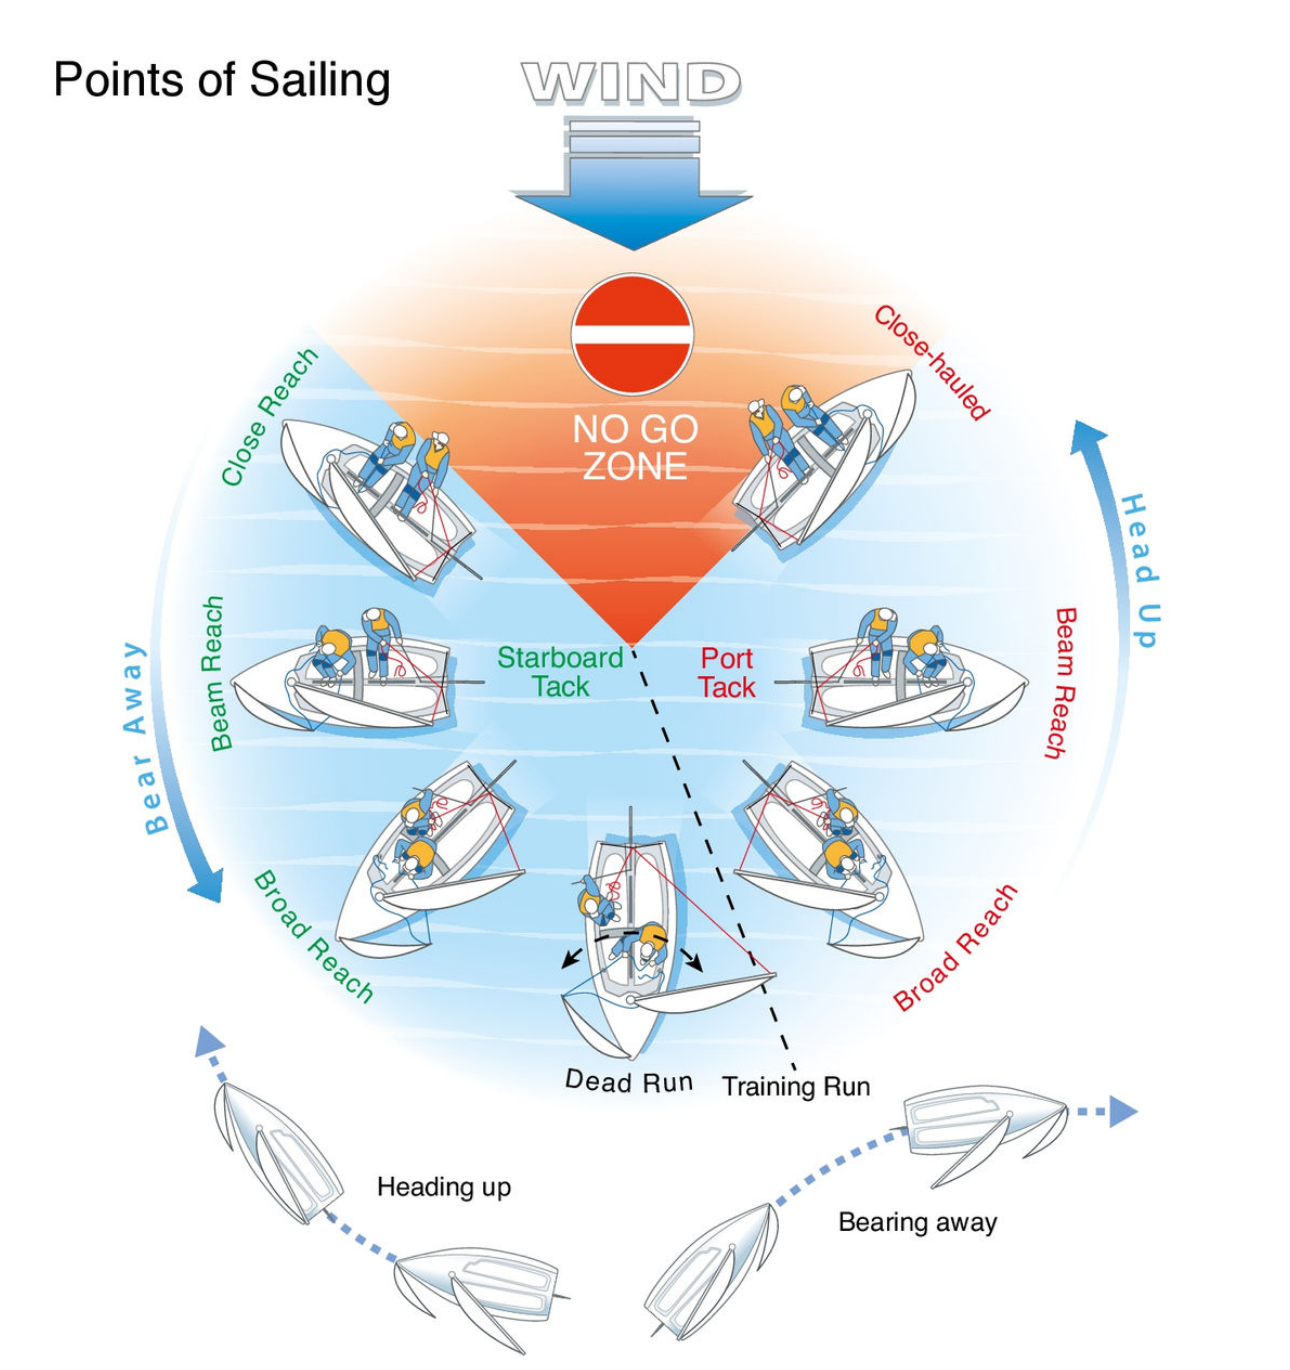 Points of Sailing
WIND
NO GO
ZONE
Close Reach
Close-hauled
Head Up
Starboard
Tack
Port
Tack
Beam Reach
Beam Reach
Bear Away
Broad Reach
Broad Reach
Dead Run
Training Run
Heading up
Bearing away